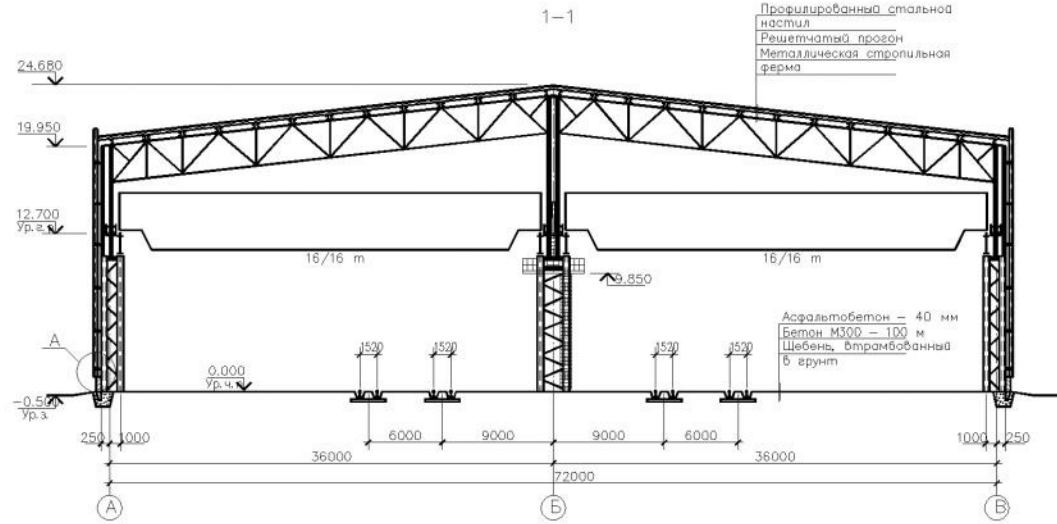 1-1
Профилированный стальной
настил
Решетчатый прогон
Металлическая стропильная
ферма
24.680
19.950
12.700
Ур.г.р.
16/16 т
16/16 т
9.850
Асфальтобетон – 40 мм
Бетон М300 – 100 м
Щебень, втрамбованный
в грунт
А
1520
1520
1520
1520
0.000
Ур. ч.
-0.500
Ур.з.
250
1000
6000
9000
9000
6000
1000
250
36000
36000
72000
А
Б
В